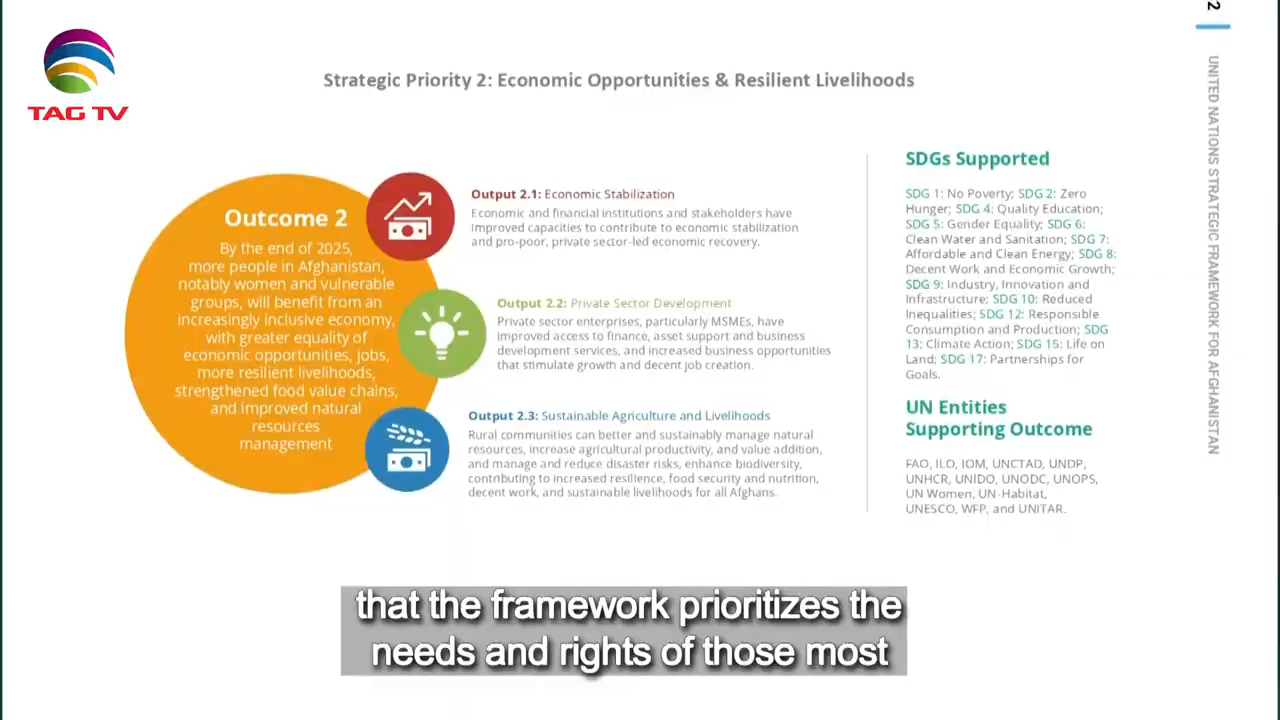 TAG TV
Strategic Priority 2: Economic Opportunities & Resilient Livelihoods
Outcome 2
By the end of 2025,
more people in Afghanistan,
notably women and vulnerable
groups, will benefit from an
increasingly inclusive economy,
with greater equality of
economic opportunities, jobs,
more resilient livelihoods,
strengthened food value chains,
and improved natural
resources
management
Output 2.1: Economic Stabilization
Economic and financial institutions and stakeholders have
improved capacities to contribute to economic stabilization
and pro-poor, private sector-led economic recovery.
Output 2.2: Private Sector Development
Private sector enterprises, particularly MSMEs, have
improved access to finance, asset support and business
development services, and increased business opportunities
that stimulate growth and decent job creation.
Output 2.3: Sustainable Agriculture and Livelihoods
Rural communities can better and sustainably manage natural
resources, increase agricultural productivity, and value addition,
and manage and reduce disaster risks, enhance biodiversity,
contributing to increased resilience, food security and nutrition,
decent work, and sustainable livelihoods for all Afghans.
SDGs Supported
SDG 1: No Poverty; SDG 2: Zero
Hunger; SDG 4: Quality Education;
SDG 5: Gender Equality; SDG 6:
Clean Water and Sanitation; SDG 7:
Affordable and Clean Energy; SDG 8:
Decent Work and Economic Growth;
SDG 9: Industry, Innovation and
Infrastructure; SDG 10: Reduced
Inequalities; SDG 12: Responsible
Consumption and Production; SDG
13: Climate Action; SDG 15: Life on
Land; SDG 17: Partnerships for
Goals.
UN Entities
Supporting Outcome
FAO, ILO, IOM, UNCTAD, UNDP,
UNHCR, UNIDO, UNODC, UNOPS,
UN Women, UN-Habitat,
UNESCO, WFP, and UNITAR.
2
UNITED NATIONS STRATEGIC FRAMEWORK FOR AFGHANISTAN
that the framework prioritizes the
needs and rights of those most